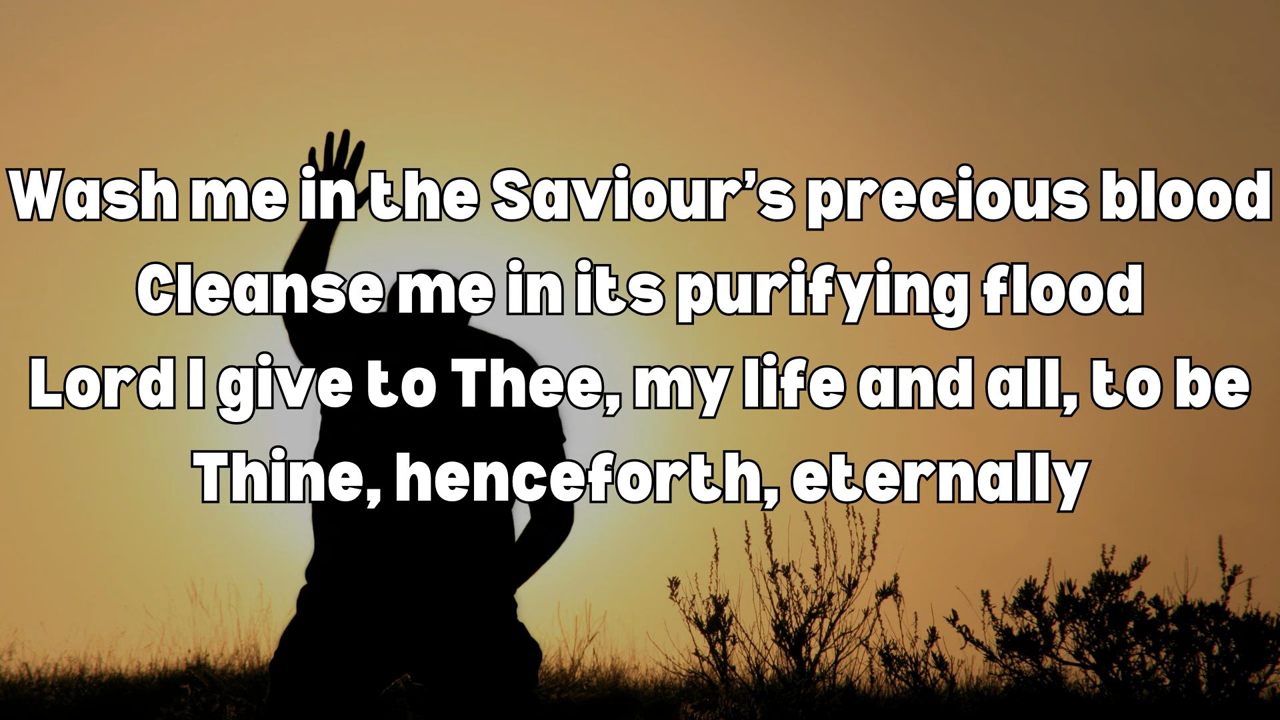 Wash me in the Saviour’s precious blood
Cleanse me in its purifying flood
Lord I give to Thee, my life and all, to be
Thine, henceforth, eternally